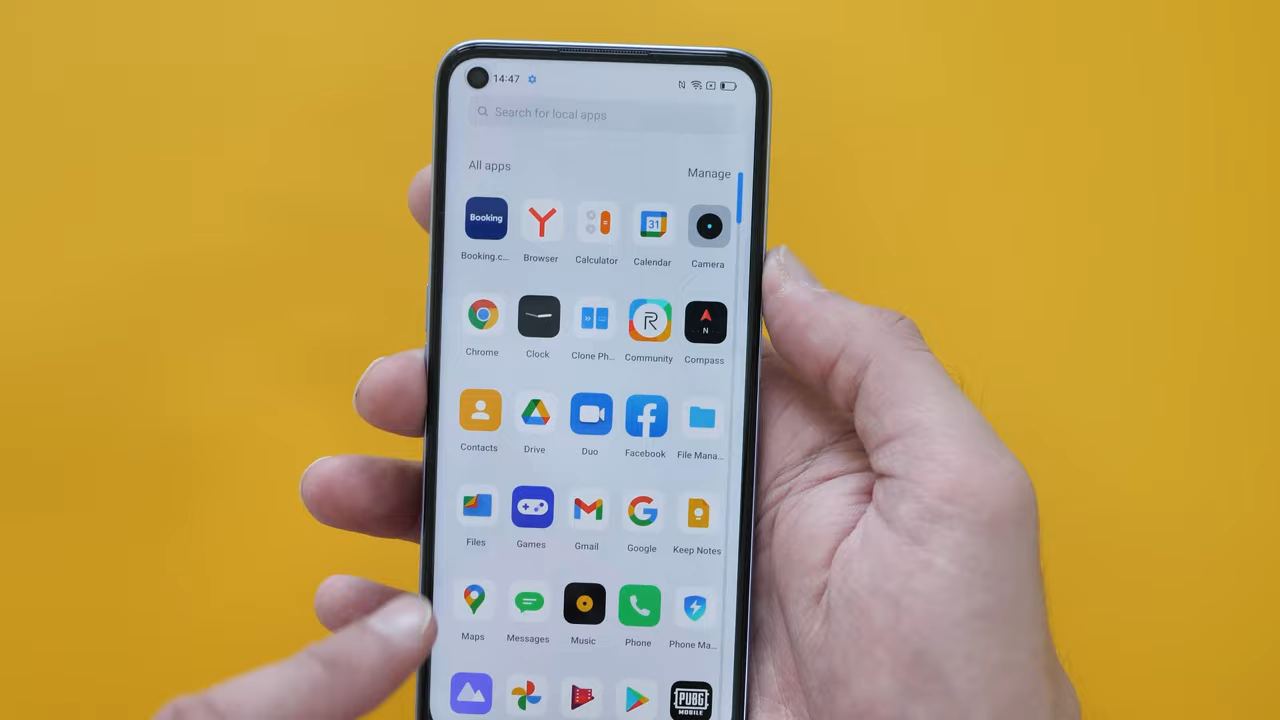 14:47
Search for local apps
All apps
Manage
Booking
31
Booking.c...
Browser
Calculator
Calendar
Camera
N
Chrome
Clock
Clone Ph...
Community
Compass
Contacts
Drive
Duo
Facebook
File Mana...
Files
Games
Gmail
Google
Keep Notes
Maps
Messages
Music
Phone
Phone Ma...
PUBG
MOBILE